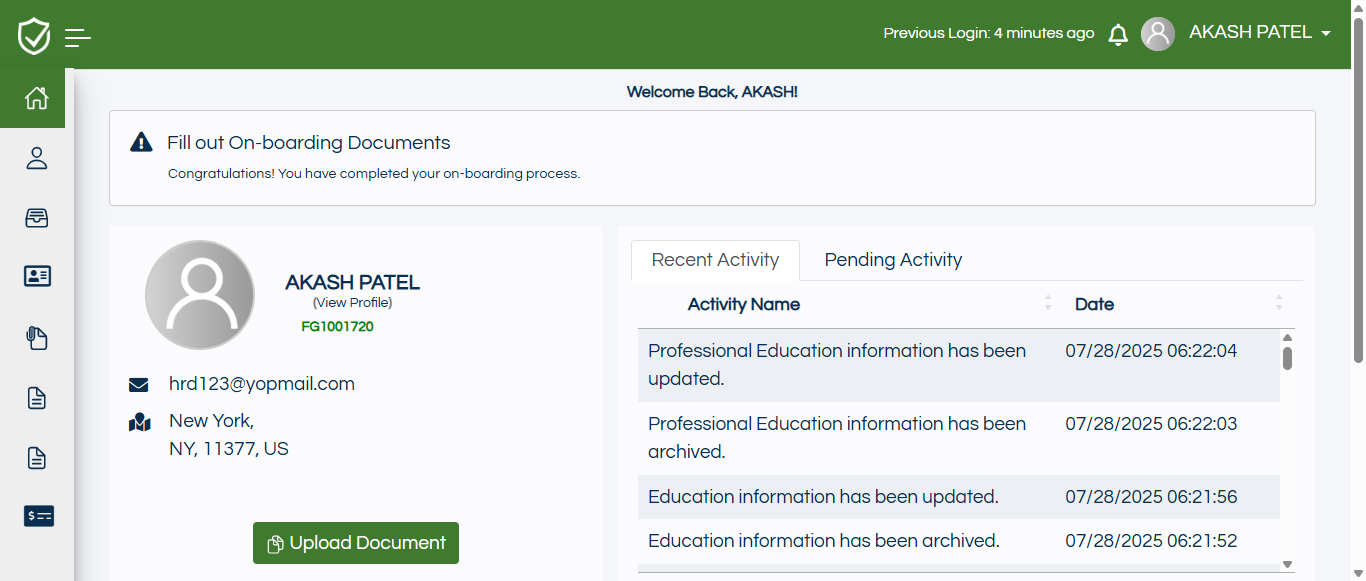 Previous Login: 4 minutes ago
AKASH PATEL
Welcome Back, AKASH!
Fill out On-boarding Documents
Congratulations! You have completed your on-boarding process.
AKASH PATEL
(View Profile)
FG1001720
hrd123@yopmail.com
New York,
NY, 11377, US
Upload Document
Recent Activity
Pending Activity
Activity Name
Date
Professional Education information has been
updated.
07/28/2025 06:22:04
Professional Education information has been
archived.
07/28/2025 06:22:03
Education information has been updated.
07/28/2025 06:21:56
Education information has been archived.
07/28/2025 06:21:52